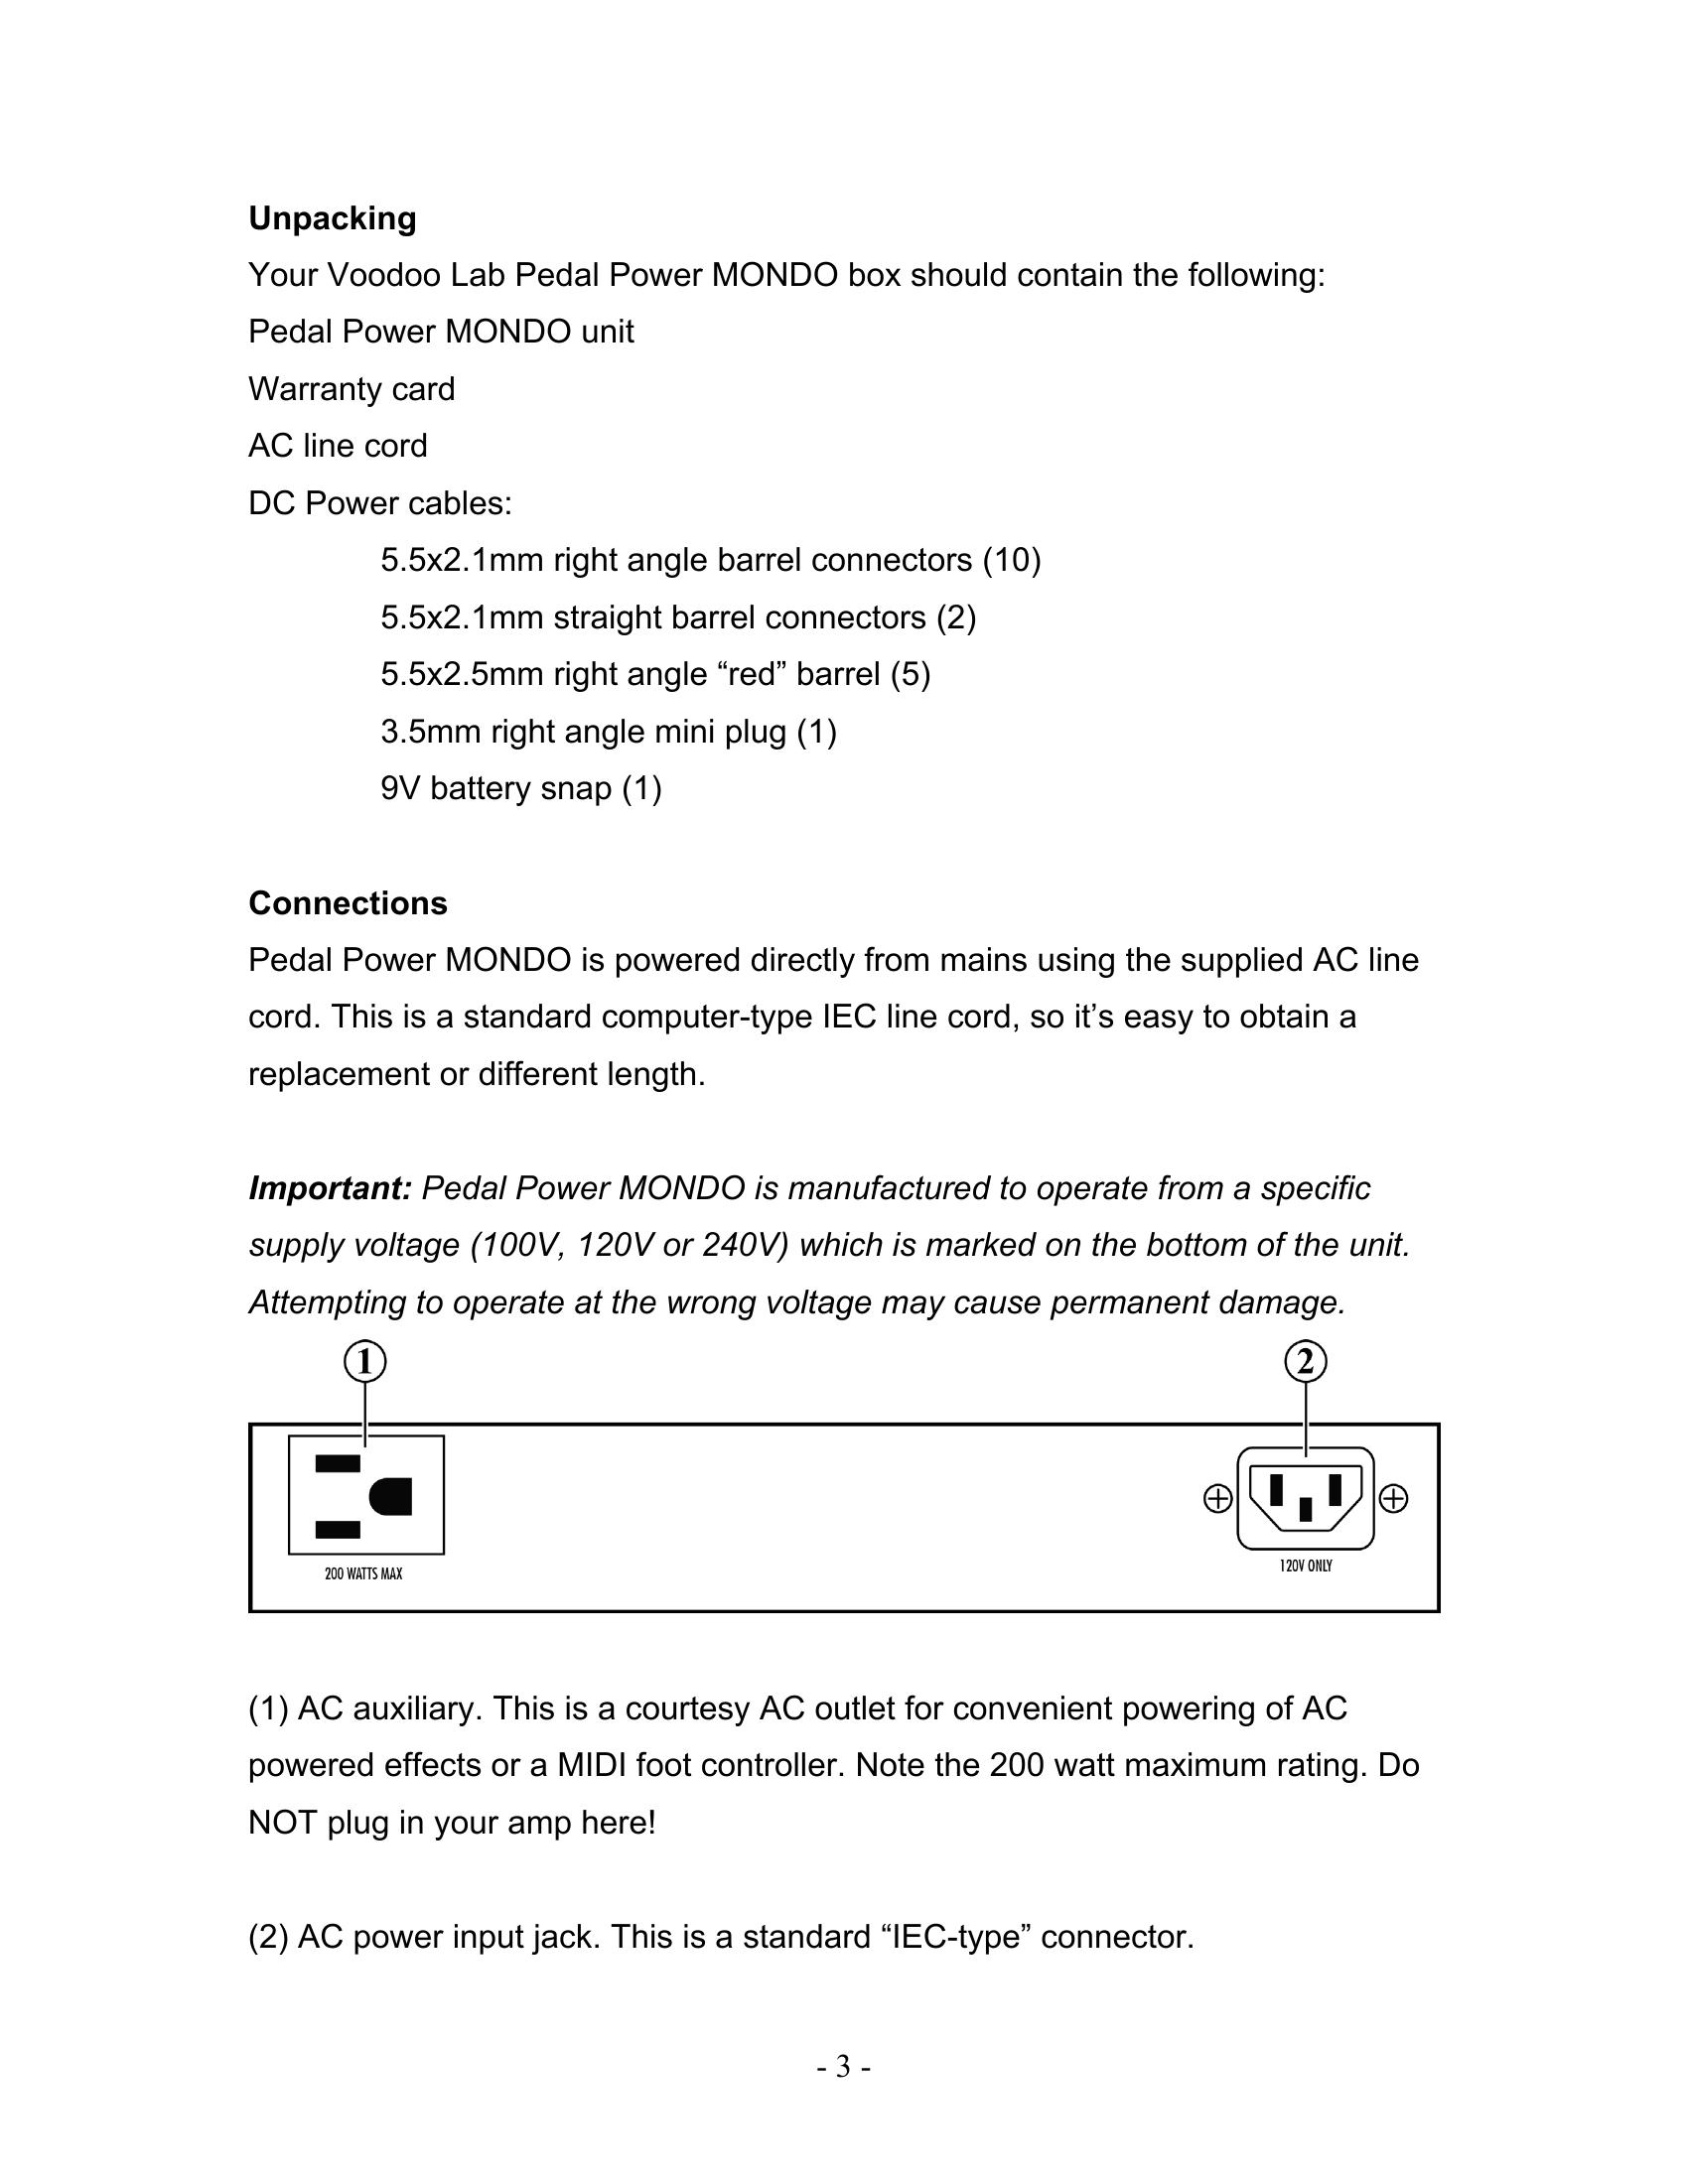 Unpacking
Your Voodoo Lab Pedal Power MONDO box should contain the following:
Pedal Power MONDO unit
Warranty card
AC line cord
DC Power cables:
5.5x2.1mm right angle barrel connectors (10)
5.5x2.1mm straight barrel connectors (2)
5.5x2.5mm right angle “red” barrel (5)
3.5mm right angle mini plug (1)
9V battery snap (1)
Connections
Pedal Power MONDO is powered directly from mains using the supplied AC line
cord. This is a standard computer-type IEC line cord, so it’s easy to obtain a
replacement or different length.
Important: Pedal Power MONDO is manufactured to operate from a specific
supply voltage (100V, 120V or 240V) which is marked on the bottom of the unit.
Attempting to operate at the wrong voltage may cause permanent damage.
1
2
200 WATTS MAX
120V ONLY
(1) AC auxiliary. This is a courtesy AC outlet for convenient powering of AC
powered effects or a MIDI foot controller. Note the 200 watt maximum rating. Do
NOT plug in your amp here!
(2) AC power input jack. This is a standard “IEC-type” connector.
- 3 -